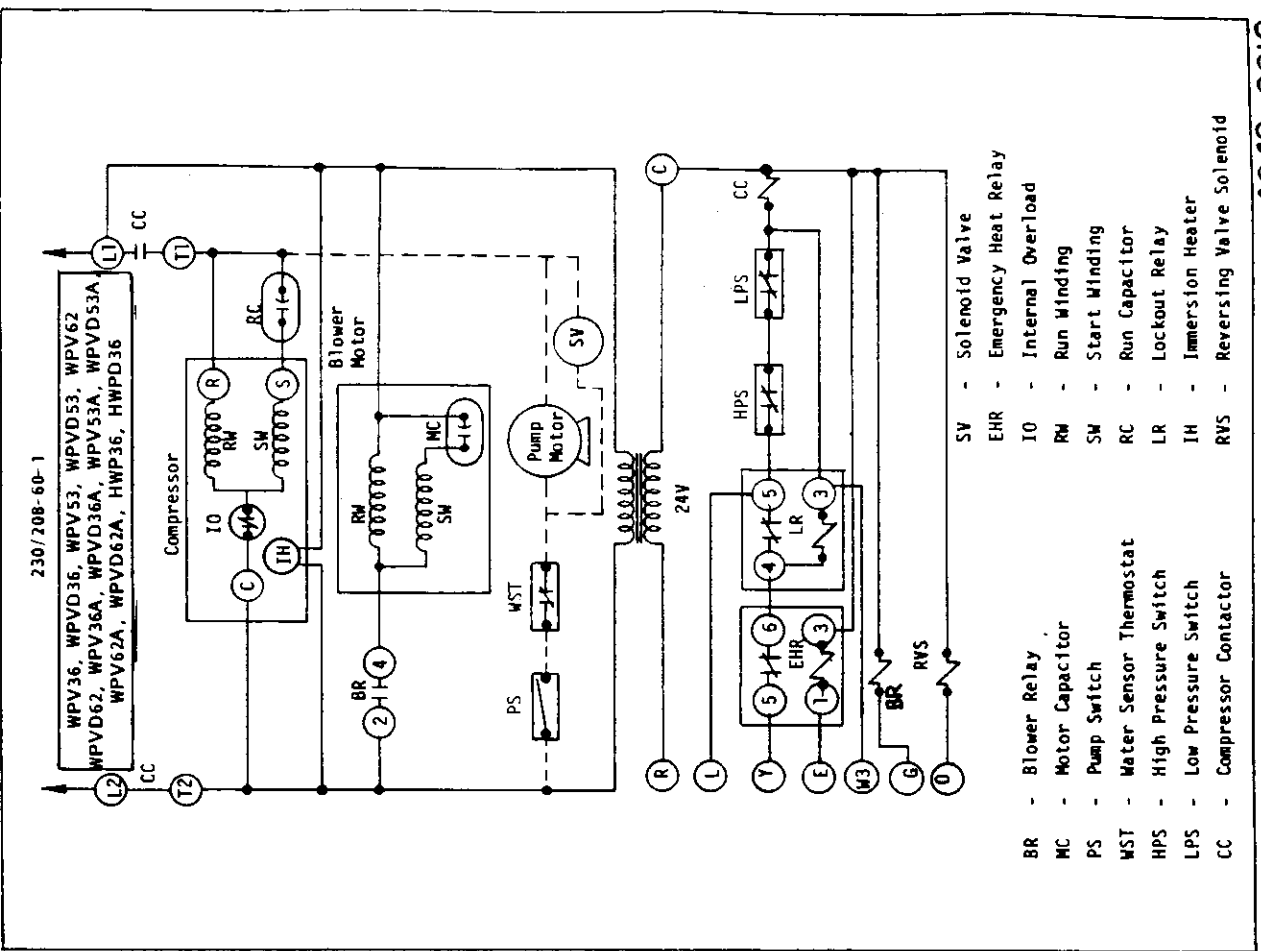 230/208-60-1
WPV36, WPVD36, WPV53, WPVD53, WPV62
WPVD62, WPV36A, WPVD36A, WPV53A, WPVD53A,
WPV62A, WPVD62A, HWP36, HWPD36
L2
L1
CC
CC
T2
T1
Compressor
C
IO
RW
R
SW
S
RC
IH
Blower
Motor
BR
2
4
RW
SW
MC
PS
WST
Pump
Motor
SV
24V
R
C
L
Y
5
6
4
5
HPS
LPS
CC
E
1
EHR
3
LR
3
W3
G
BR
O
RVS
BR - Blower Relay
MC - Motor Capacitor
PS - Pump Switch
WST - Water Sensor Thermostat
HPS - High Pressure Switch
LPS - Low Pressure Switch
CC - Compressor Contactor
SV - Solenoid Valve
EHR - Emergency Heat Relay
IO - Internal Overload
RW - Run Winding
SW - Start Winding
RC - Run Capacitor
LR - Lockout Relay
IH - Immersion Heater
RVS - Reversing Valve Solenoid